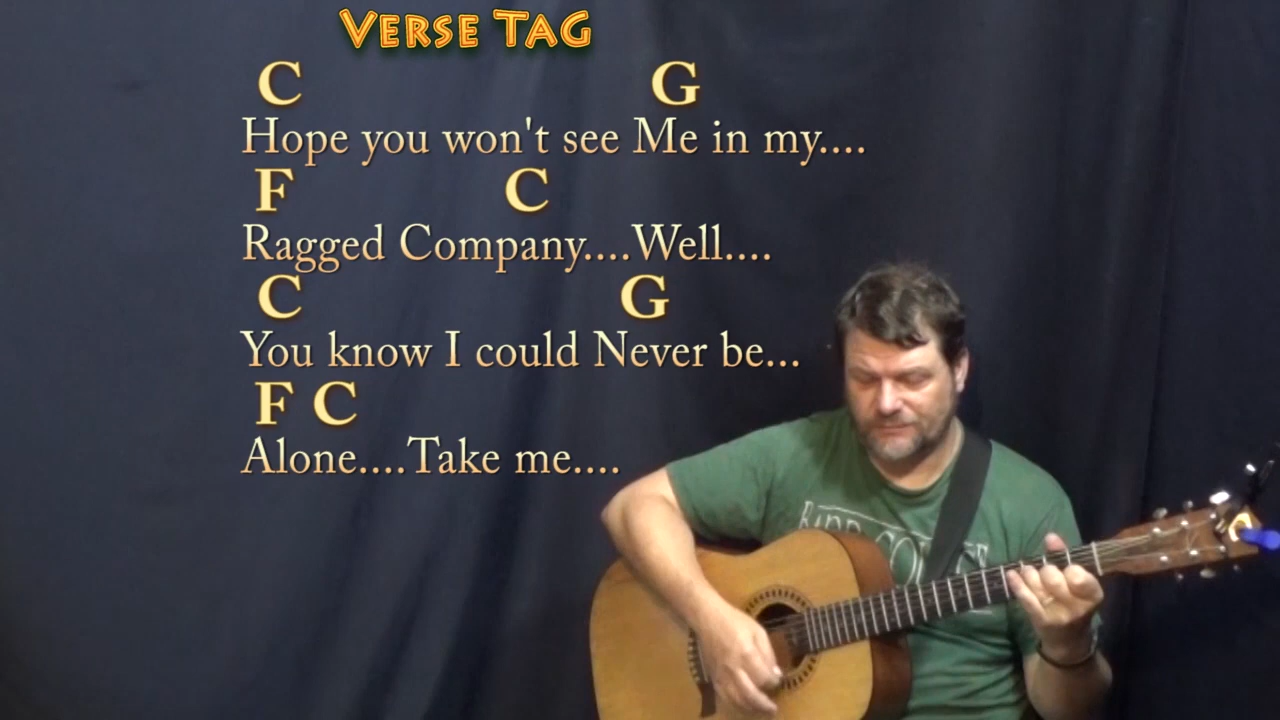 VERSE TAG
C G
Hope you won't see Me in my....
F C
Ragged Company....Well....
C G
You know I could Never be...
F C
Alone....Take me....